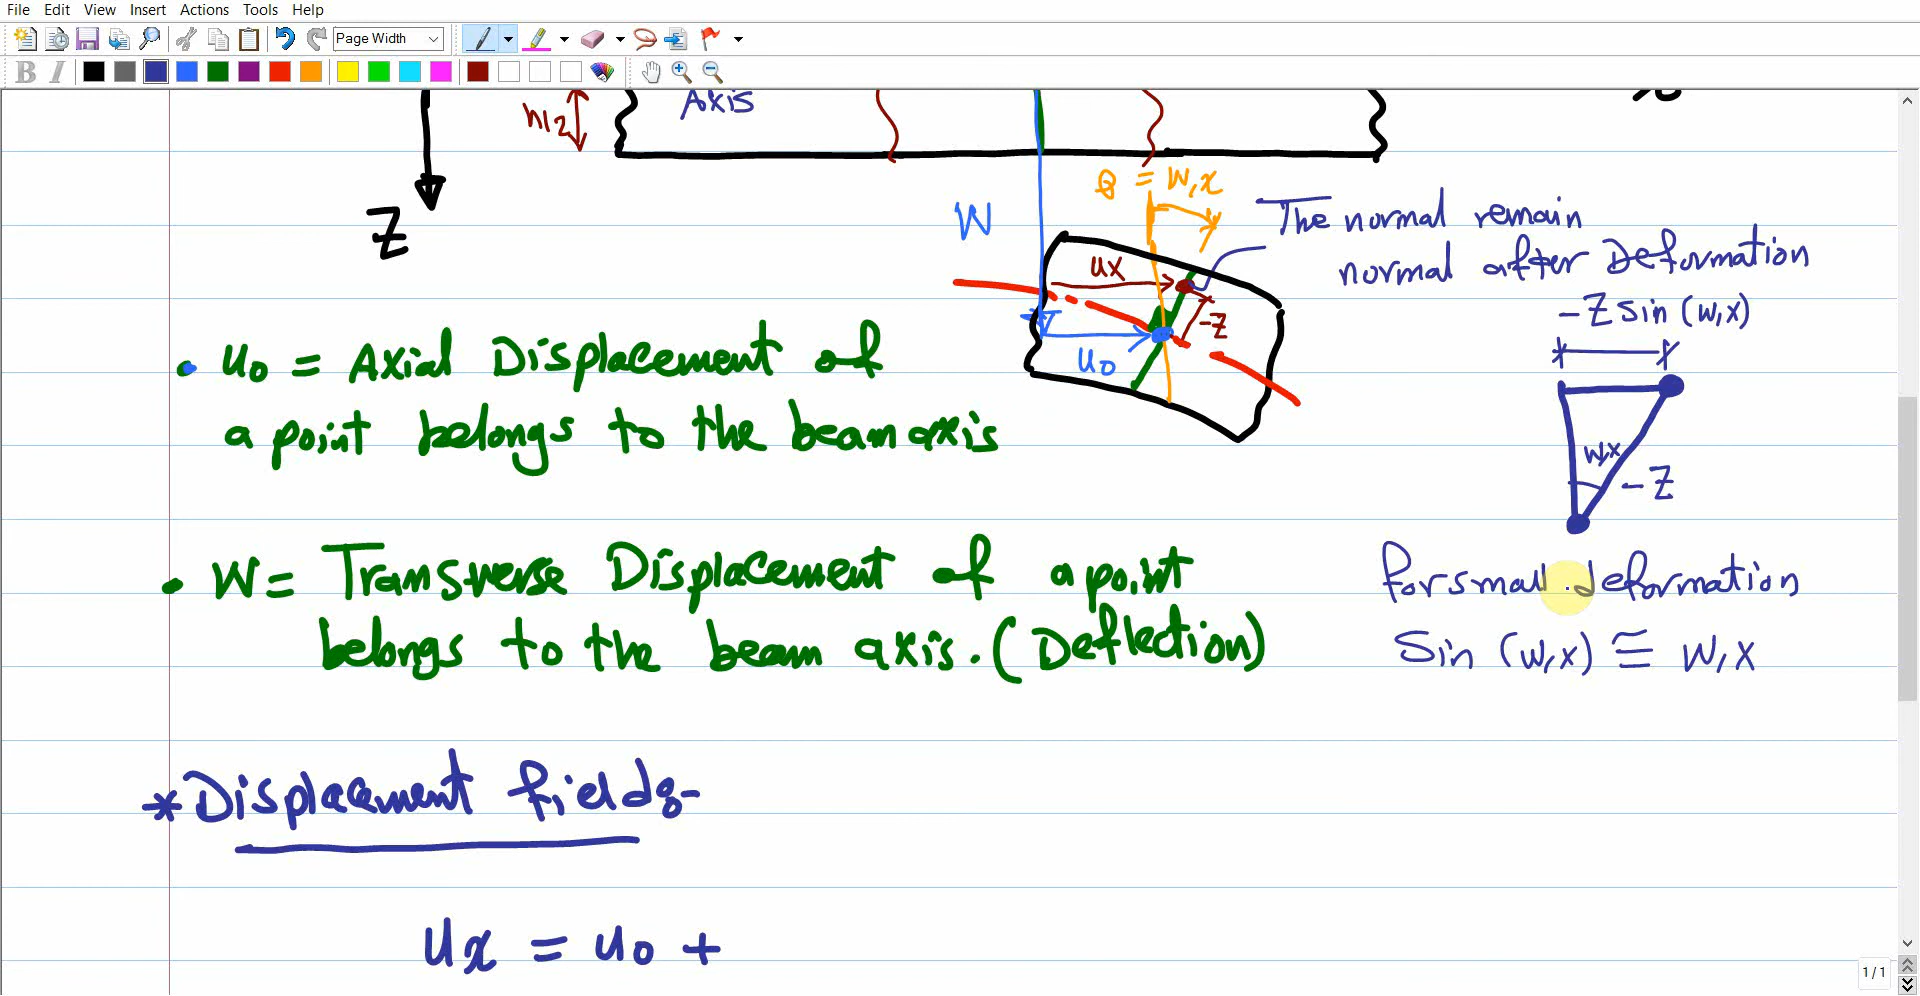 File Edit View Insert Actions Tools Help
Page Width
B I
h/2
Axis
Z
W
θ = w,x
ux
-Z
u0
The normal remain
normal after Deformation
-Z sin (w,x)
w,x
-Z
• u0 = Axial Displacement of
a point belongs to the beam axis
• W = Transverse Displacement of a point
belongs to the beam axis. (Deflection)
For small deformation
Sin (w,x) ≅ w,x
* Displacement field:-
ux = u0 +
1/1